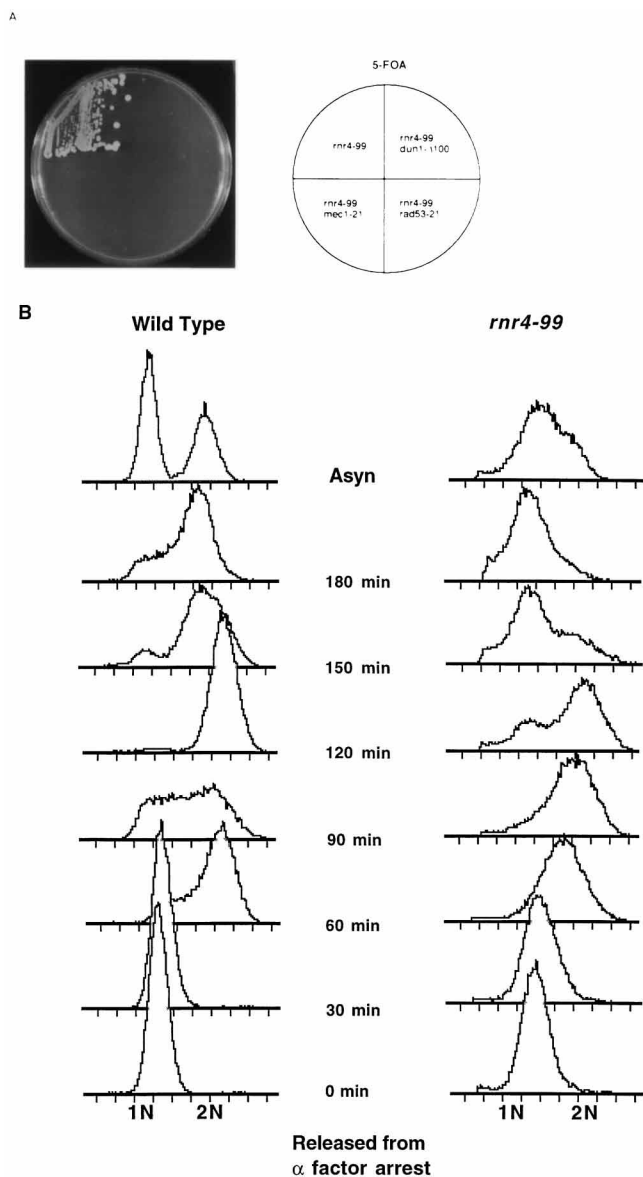 A
5-FOA
rnr4-99
rnr4-99
dun1-Δ100
rnr4-99
mec1-21
rnr4-99
rad53-21
B
Wild Type
rnr4-99
Asyn
180 min
150 min
120 min
90 min
60 min
30 min
0 min
1N 2N
1N 2N
Released from
α factor arrest